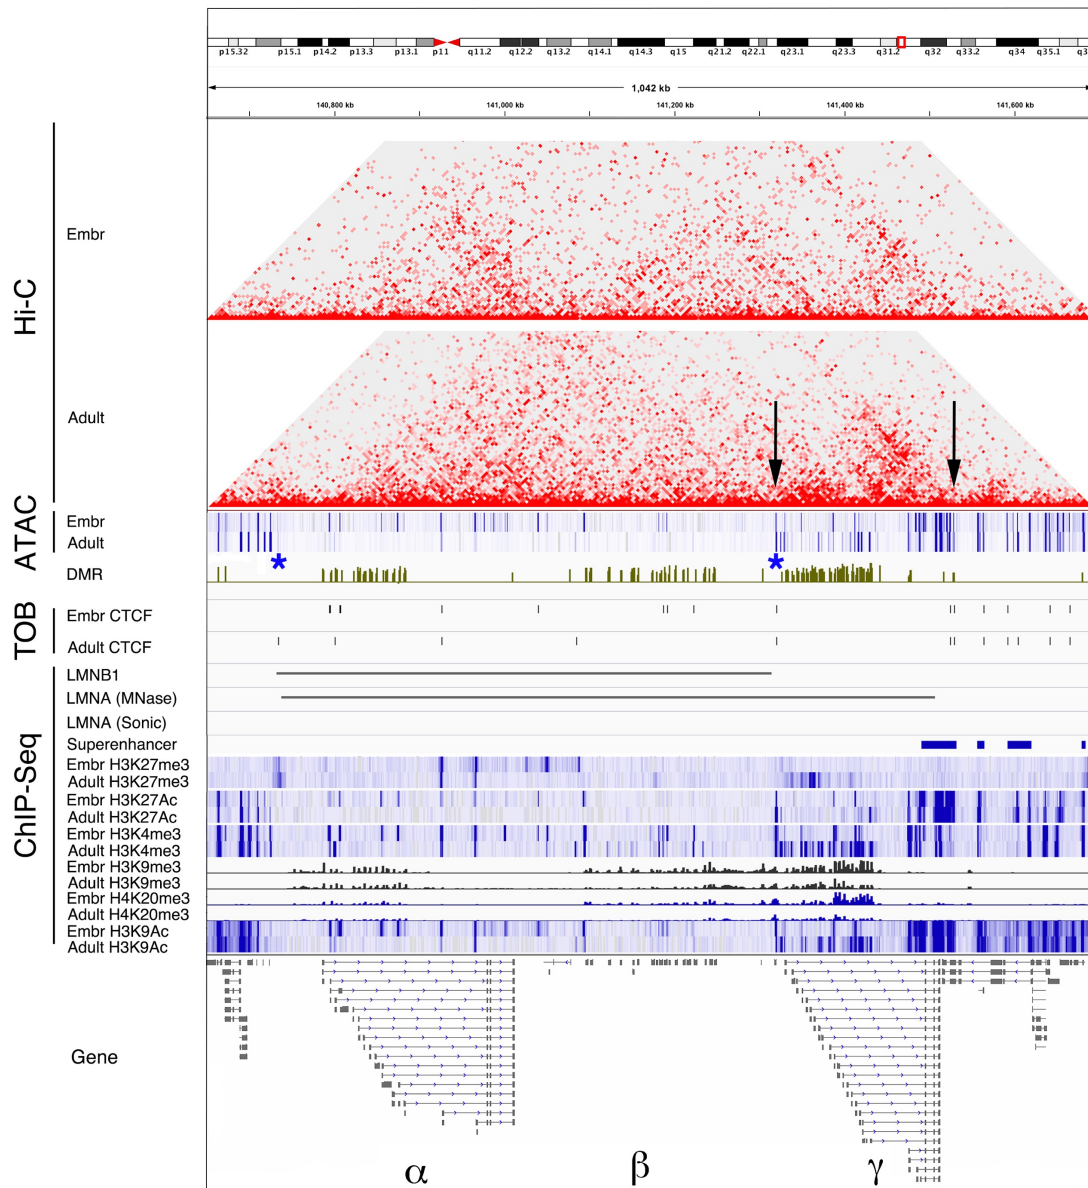 p15.32 p15.1 p14.2 p13.3 p13.1 p11 q11.2 q12.2 q13.2 q14.1 q14.3 q15 q21.2 q22.1 q23.1 q23.3 q31.2 q32 q33.2 q34 q35.1 q3
1,042 kb
140,800 kb 141,000 kb 141,200 kb 141,400 kb 141,600 kb
Hi-C
Embr
Adult
ATAC
Embr
Adult
*
*
DMR
TOB
Embr CTCF
Adult CTCF
ChIP-Seq
LMNB1
LMNA (MNase)
LMNA (Sonic)
Superenhancer
Embr H3K27me3
Adult H3K27me3
Embr H3K27Ac
Adult H3K27Ac
Embr H3K4me3
Adult H3K4me3
Embr H3K9me3
Adult H3K9me3
Embr H4K20me3
Adult H4K20me3
Embr H3K9Ac
Adult H3K9Ac
Gene
α β γ